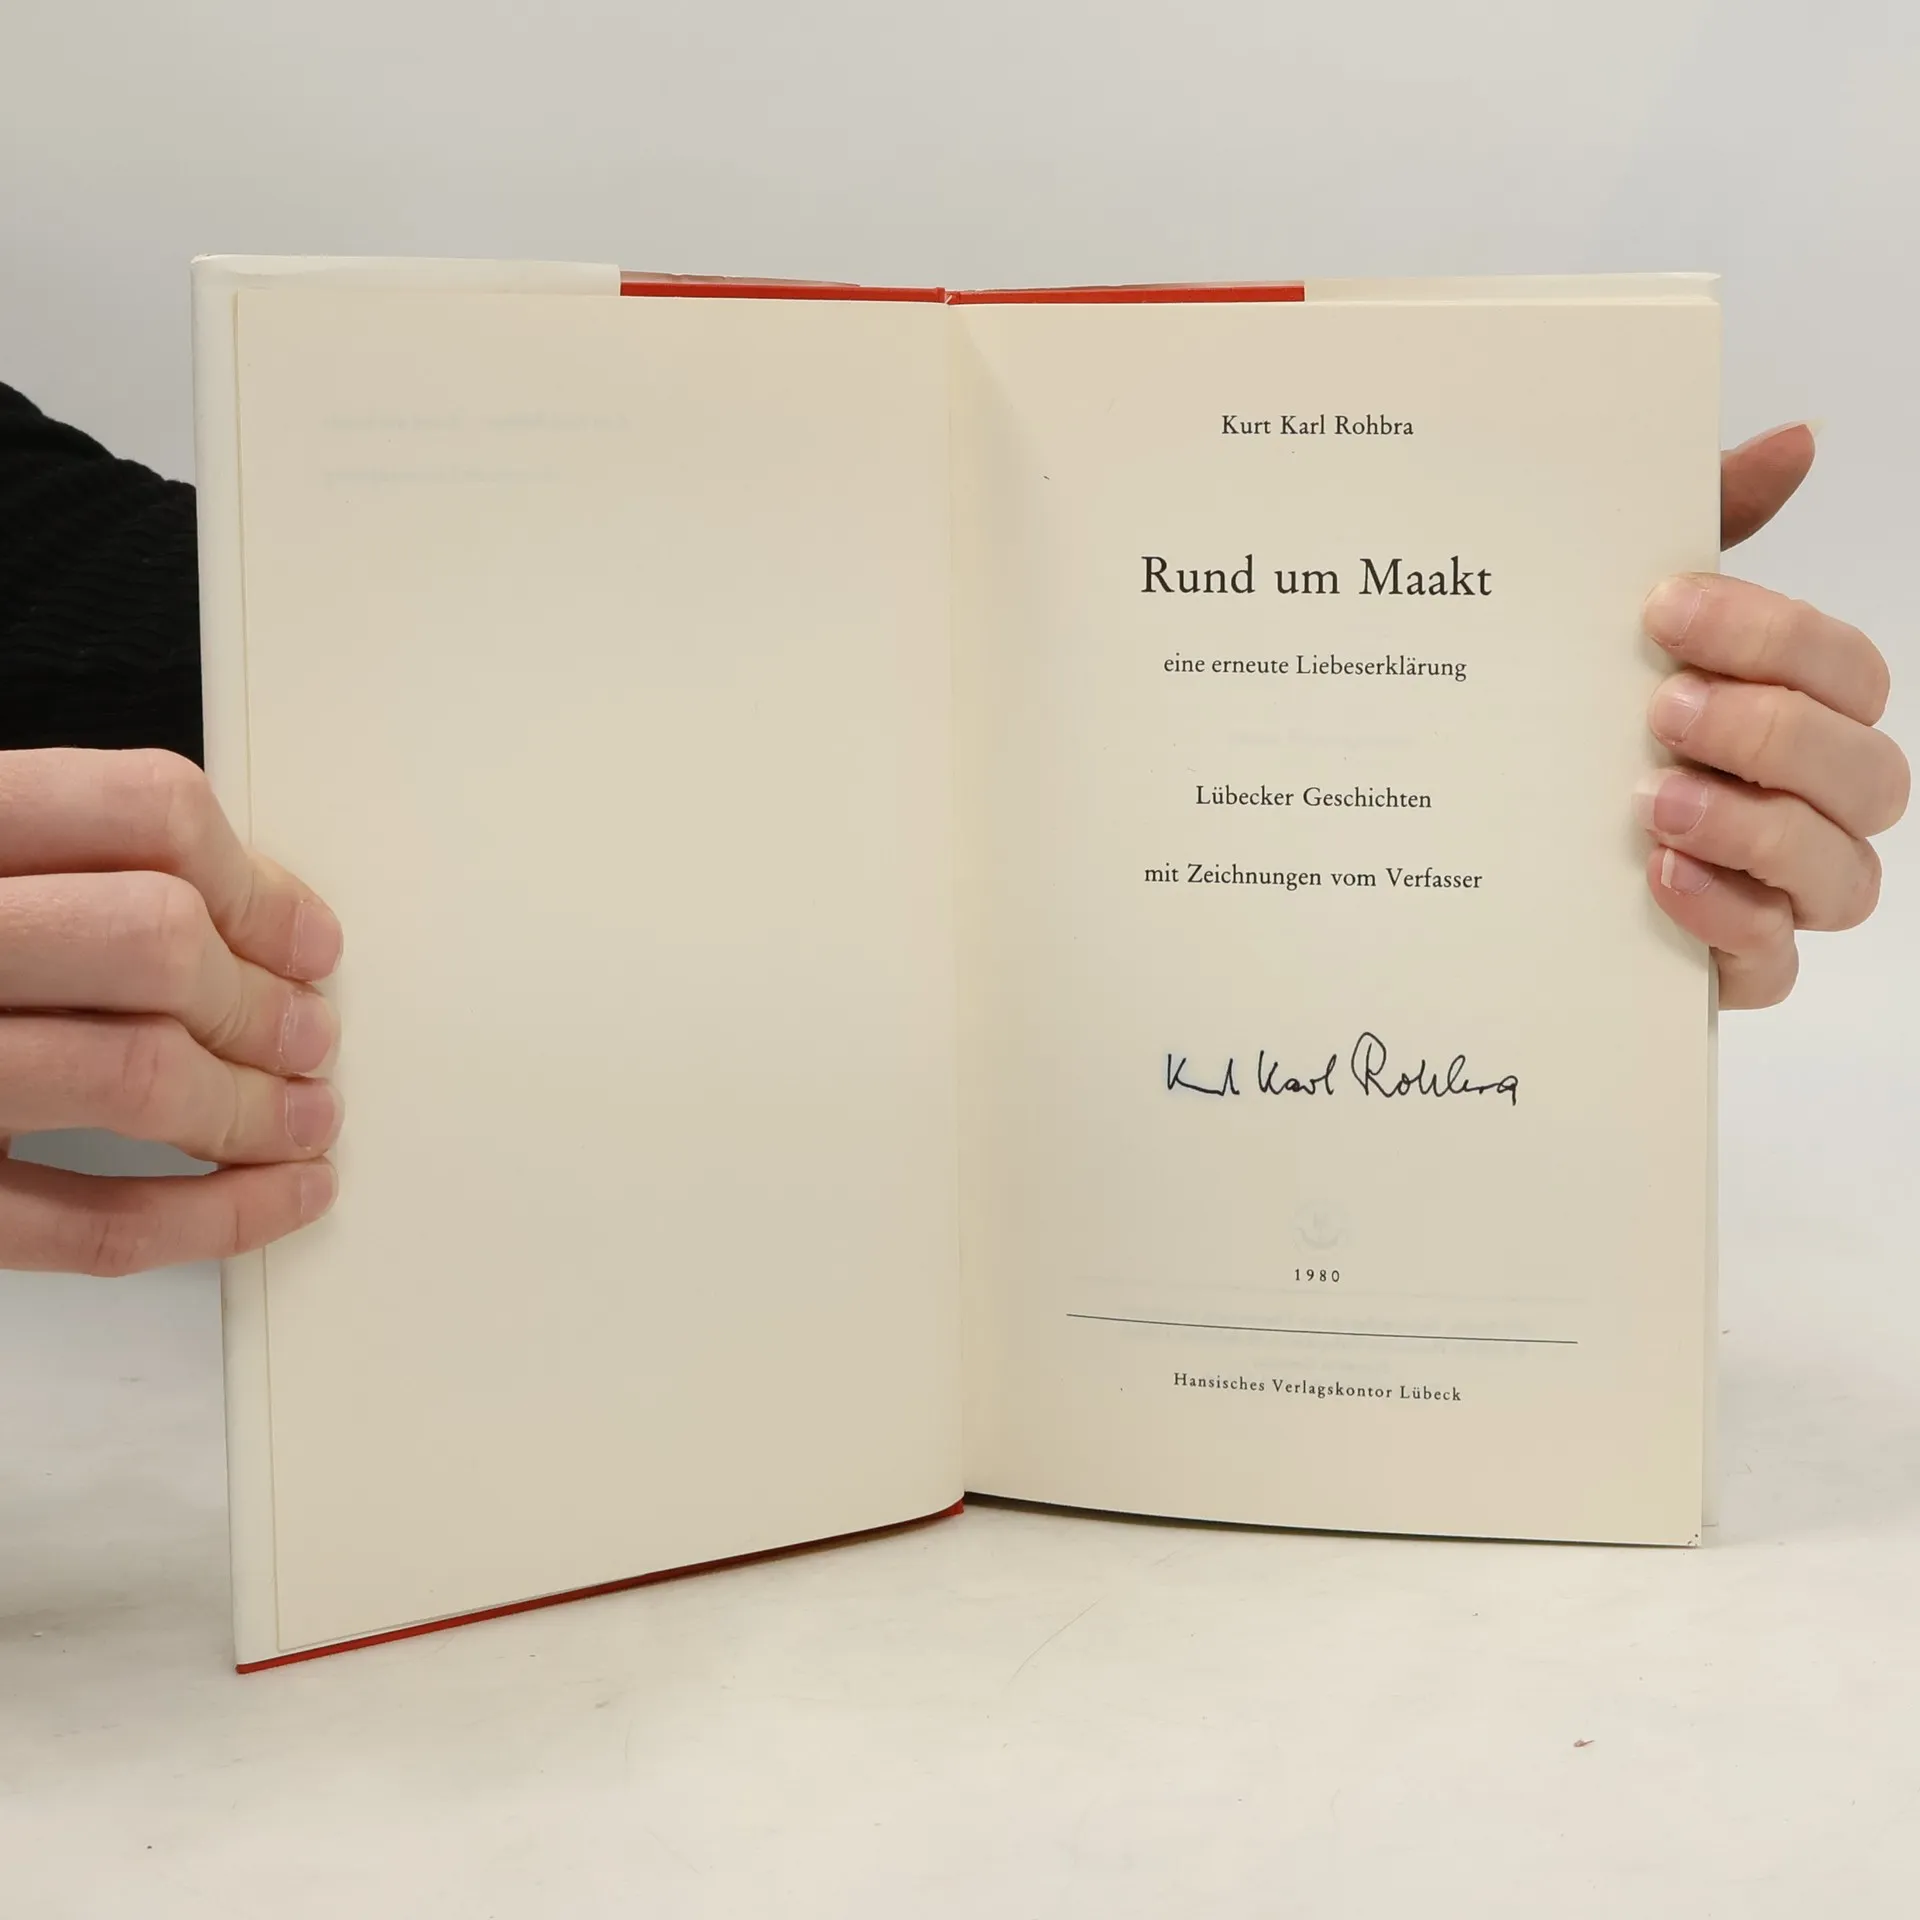 Kurt Karl Rohbra
Rund um Maakt
eine erneute Liebeserklärung
Lübecker Geschichten
mit Zeichnungen vom Verfasser
Kurt Karl Rohbra
1980
Hansisches Verlagskontor Lübeck